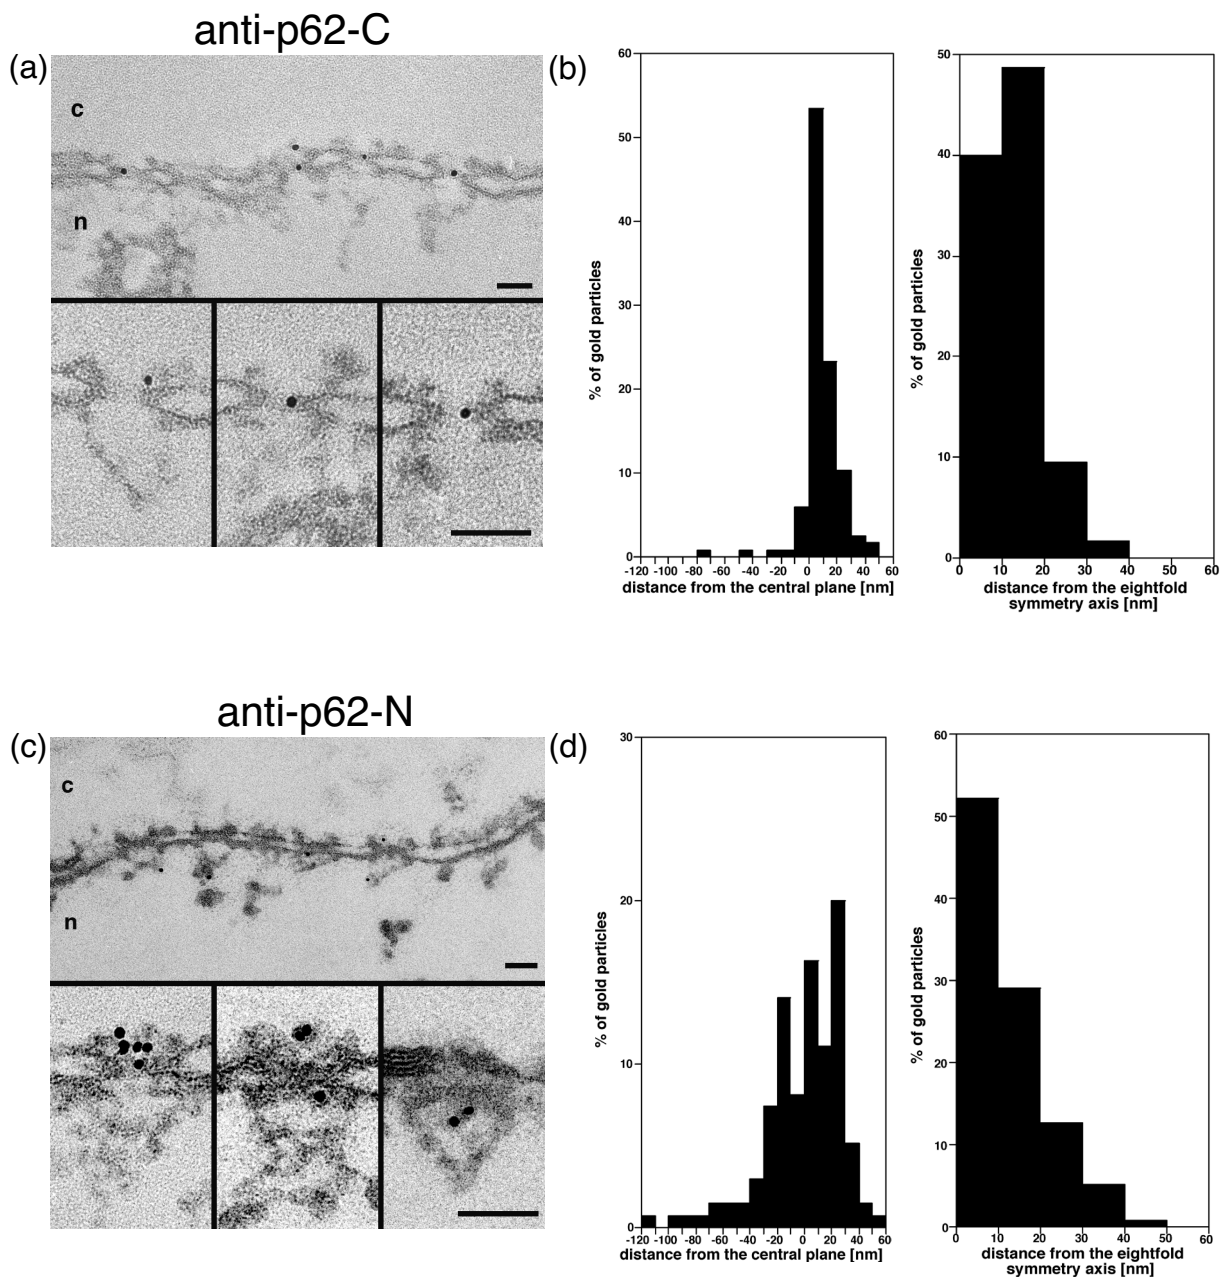 anti-p62-C
(a)
c
n
(b)
60
50
40
30
20
10
0
% of gold particles
-120 -100 -80 -60 -40 -20 0 20 40 60
distance from the central plane [nm]
50
40
30
20
10
0
% of gold particles
0 10 20 30 40 50 60
distance from the eightfold
symmetry axis [nm]
anti-p62-N
(c)
c
n
(d)
30
20
10
0
% of gold particles
-120 -100 -80 -60 -40 -20 0 20 40 60
distance from the central plane [nm]
60
50
40
30
20
10
0
% of gold particles
0 10 20 30 40 50 60
distance from the eightfold
symmetry axis [nm]